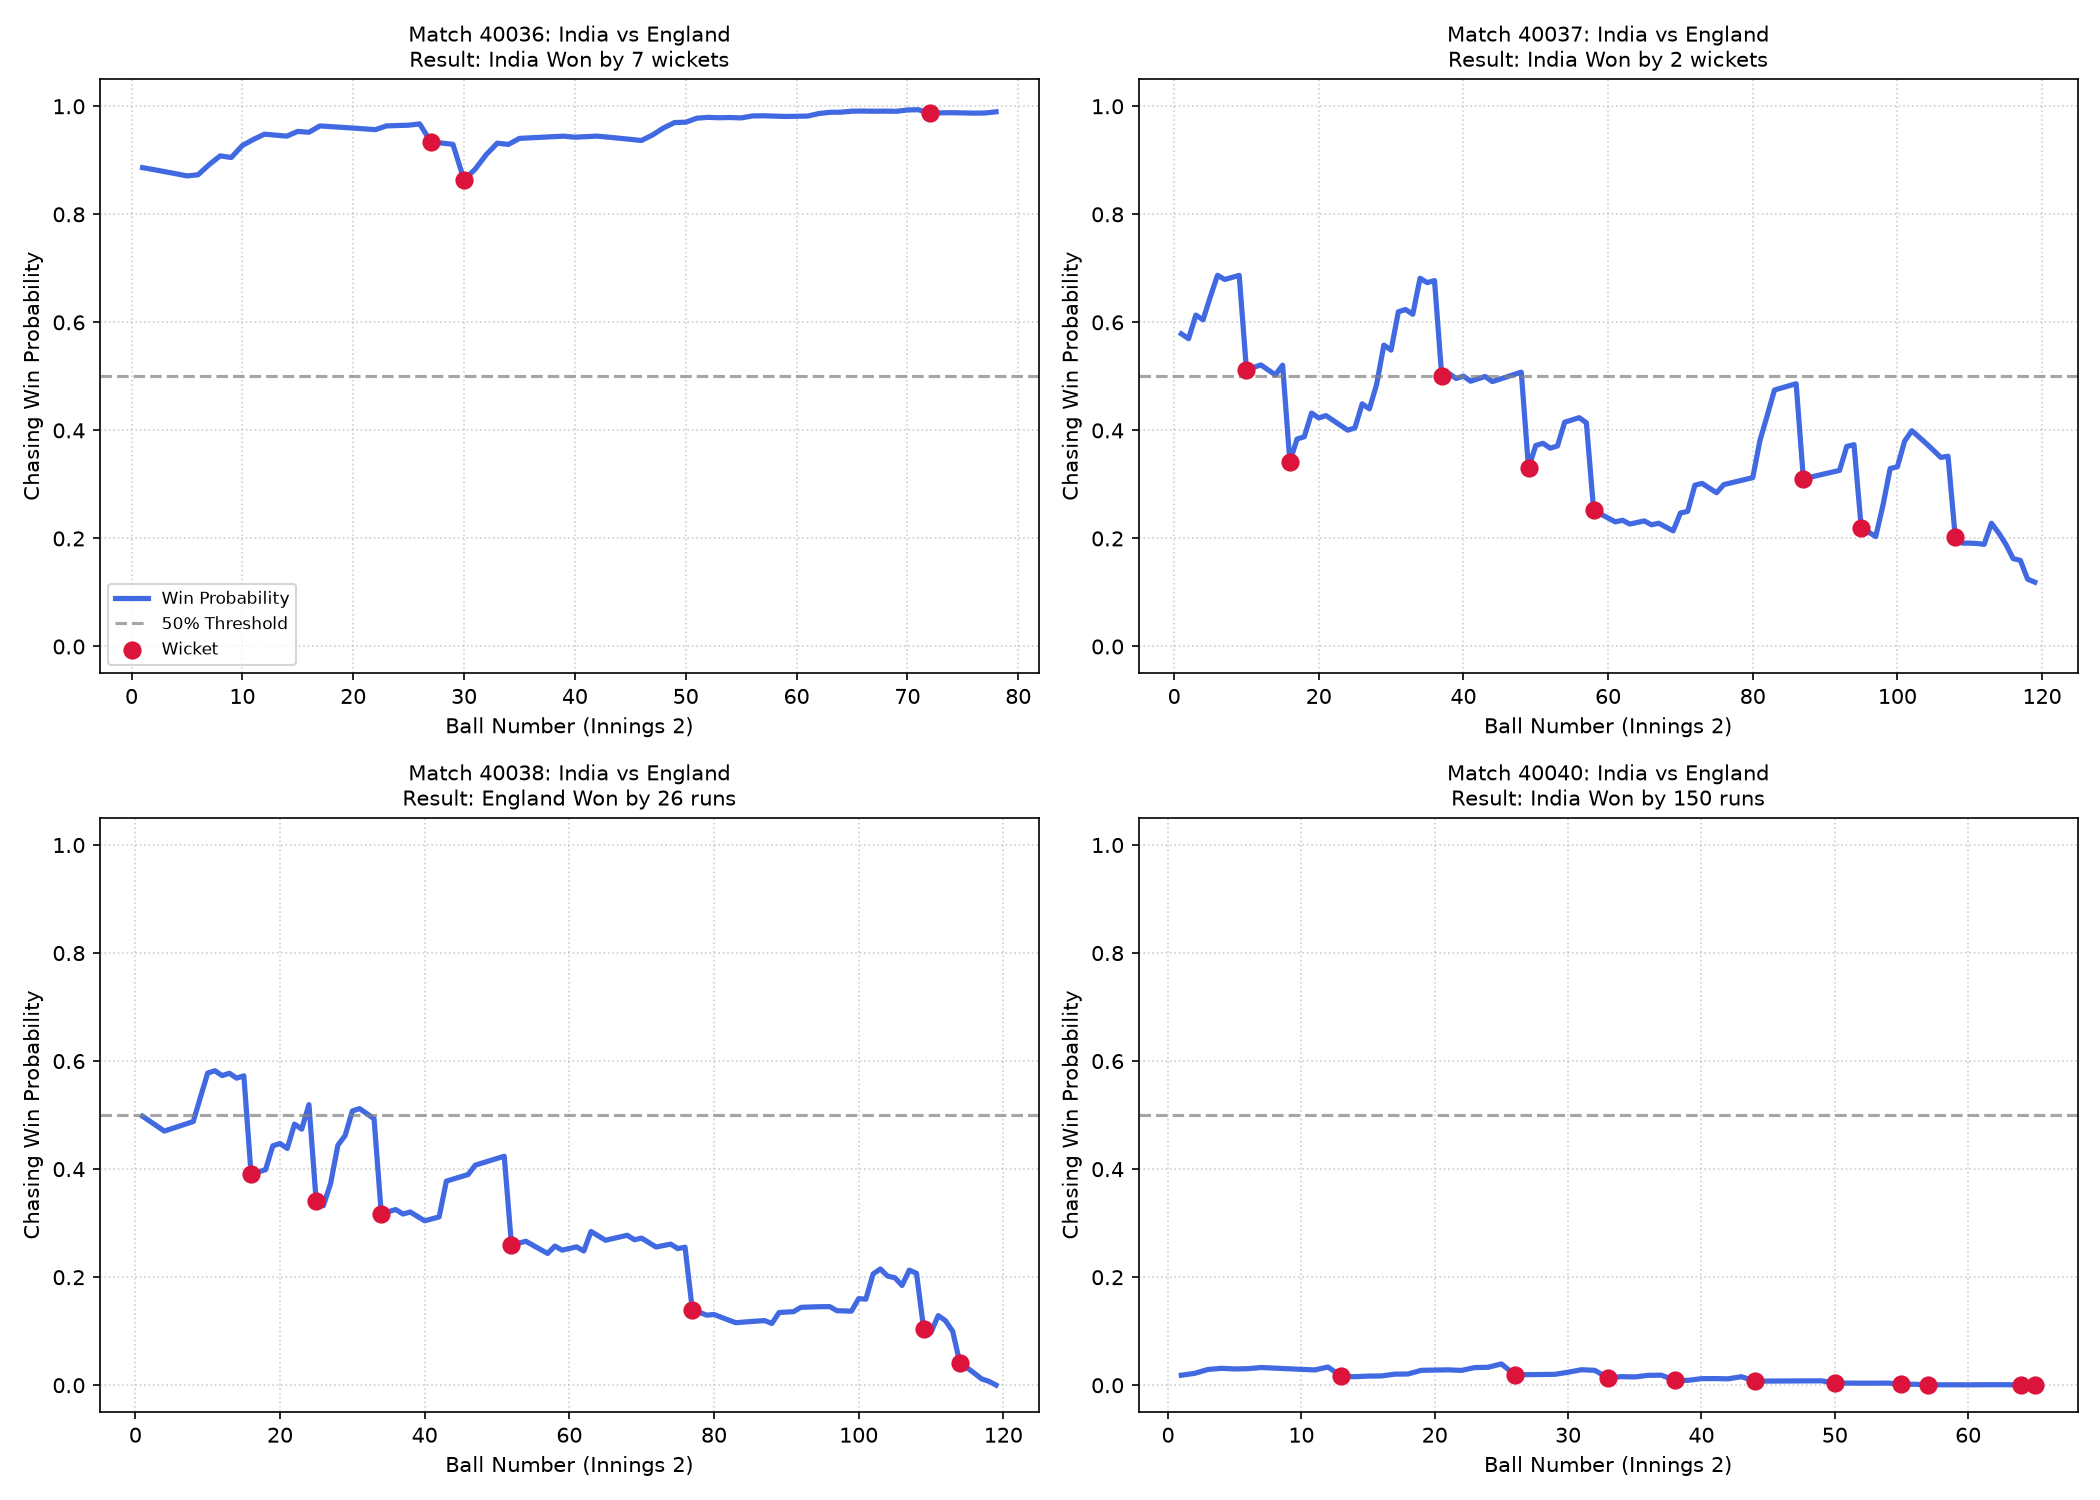 Match 40036: India vs England
Result: India Won by 7 wickets
Chasing Win Probability
1.0
0.8
0.6
0.4
0.2
0.0
Win Probability
50% Threshold
Wicket
0 10 20 30 40 50 60 70 80
Ball Number (Innings 2)
Match 40037: India vs England
Result: India Won by 2 wickets
Chasing Win Probability
1.0
0.8
0.6
0.4
0.2
0.0
0 20 40 60 80 100 120
Ball Number (Innings 2)
Match 40038: India vs England
Result: England Won by 26 runs
Chasing Win Probability
1.0
0.8
0.6
0.4
0.2
0.0
0 20 40 60 80 100 120
Ball Number (Innings 2)
Match 40040: India vs England
Result: India Won by 150 runs
Chasing Win Probability
1.0
0.8
0.6
0.4
0.2
0.0
0 10 20 30 40 50 60
Ball Number (Innings 2)